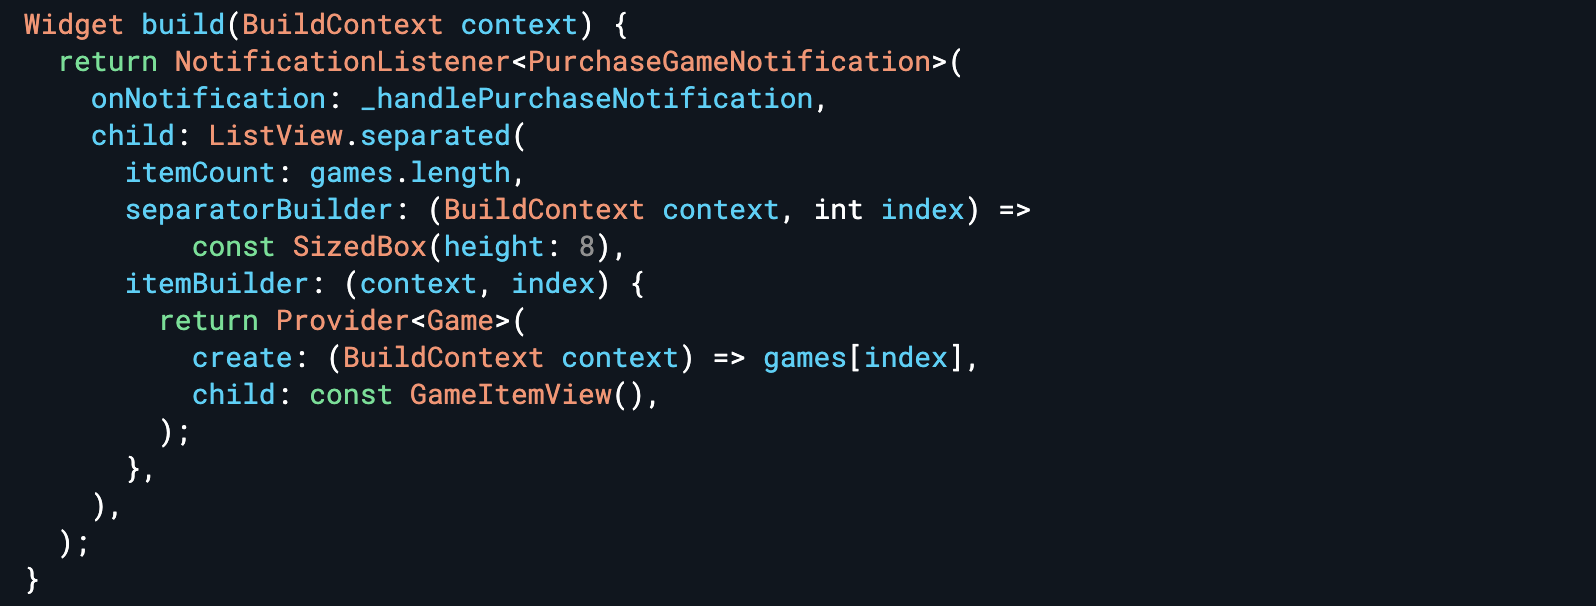 Widget build(BuildContext context) {
  return NotificationListener<PurchaseGameNotification>(
    onNotification: _handlePurchaseNotification,
    child: ListView.separated(
      itemCount: games.length,
      separatorBuilder: (BuildContext context, int index) =>
          const SizedBox(height: 8),
      itemBuilder: (context, index) {
        return Provider<Game>(
          create: (BuildContext context) => games[index],
          child: const GameItemView(),
        );
      },
    ),
  );
}